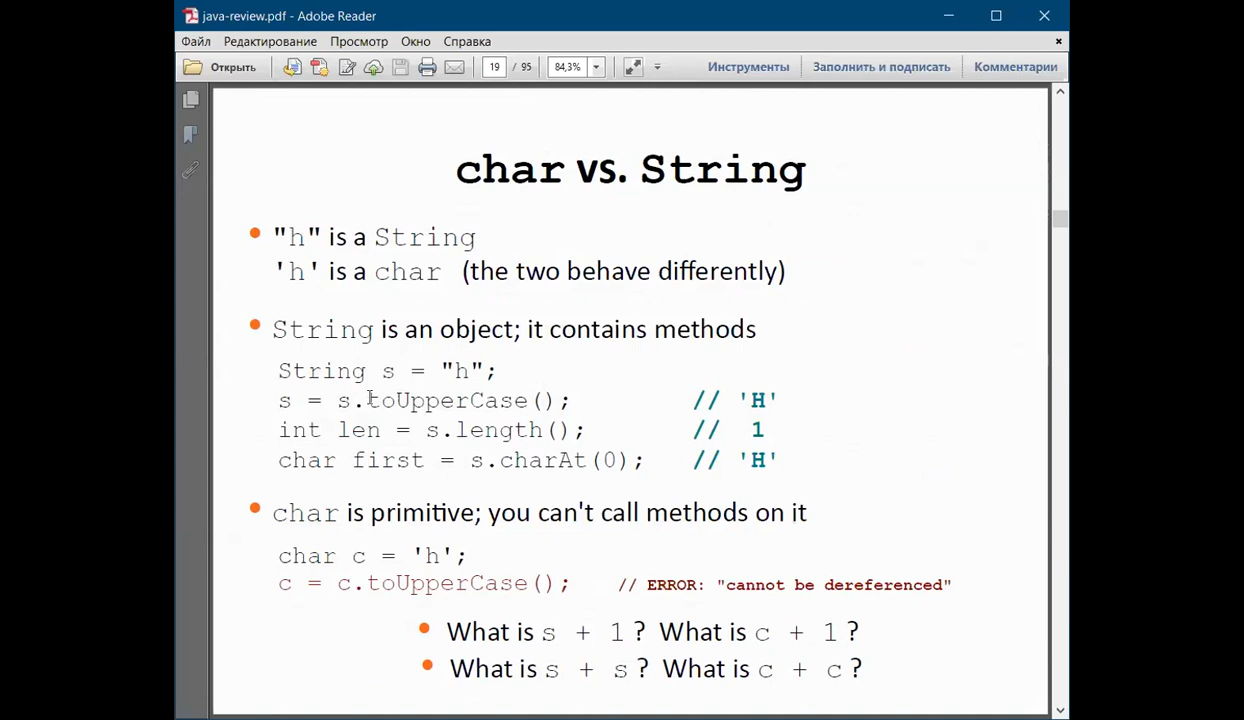 java-review.pdf - Adobe Reader
Файл Редактирование Просмотр Окно Справка
Открыть 19 / 95 84,3% Инструменты Заполнить и подписать Комментарии
char vs. String
• "h" is a String
'h' is a char (the two behave differently)
• String is an object; it contains methods
String s = "h";
s = s.toUpperCase(); // 'H'
int len = s.length(); // 1
char first = s.charAt(0); // 'H'
• char is primitive; you can't call methods on it
char c = 'h';
c = c.toUpperCase(); // ERROR: "cannot be dereferenced"
• What is s + 1? What is c + 1?
• What is s + s? What is c + c?